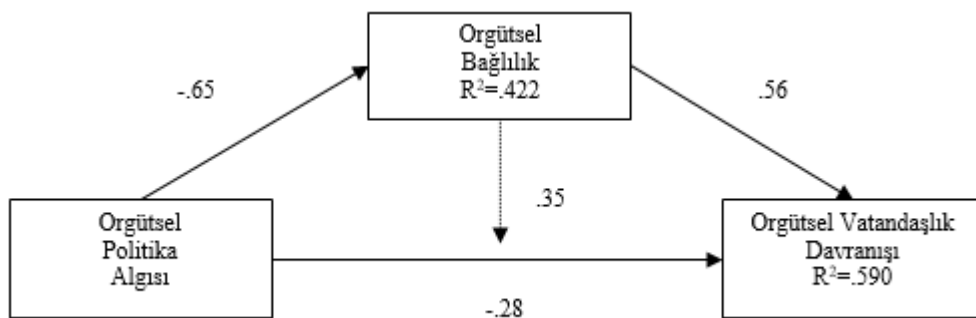 Orgütsel
Bağlılık
R²=.422
-.65
.56
.35
Orgütsel
Politika
Algısı
Orgütsel Vatandaşlık
Davranışı
R²=.590
-.28